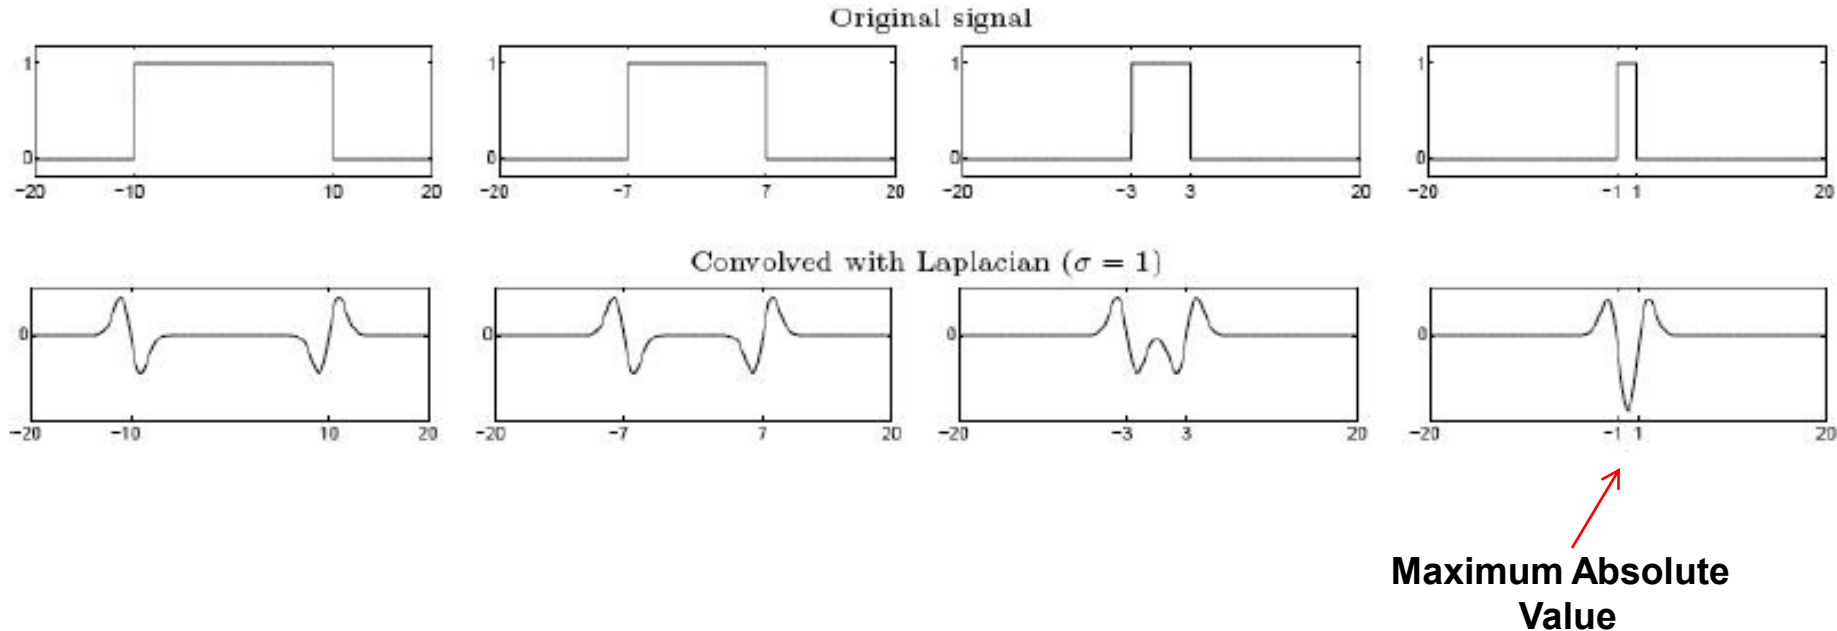 Original signal
1 1 1 1
0 0 0 0
−20 −10 10 20 −20 −7 7 20 −20 −3 3 20 −20 −1 1 20
Convolved with Laplacian (σ = 1)
0 0 0 0
−20 −10 10 20 −20 −7 7 20 −20 −3 3 20 −20 −1 1 20
Maximum Absolute
Value